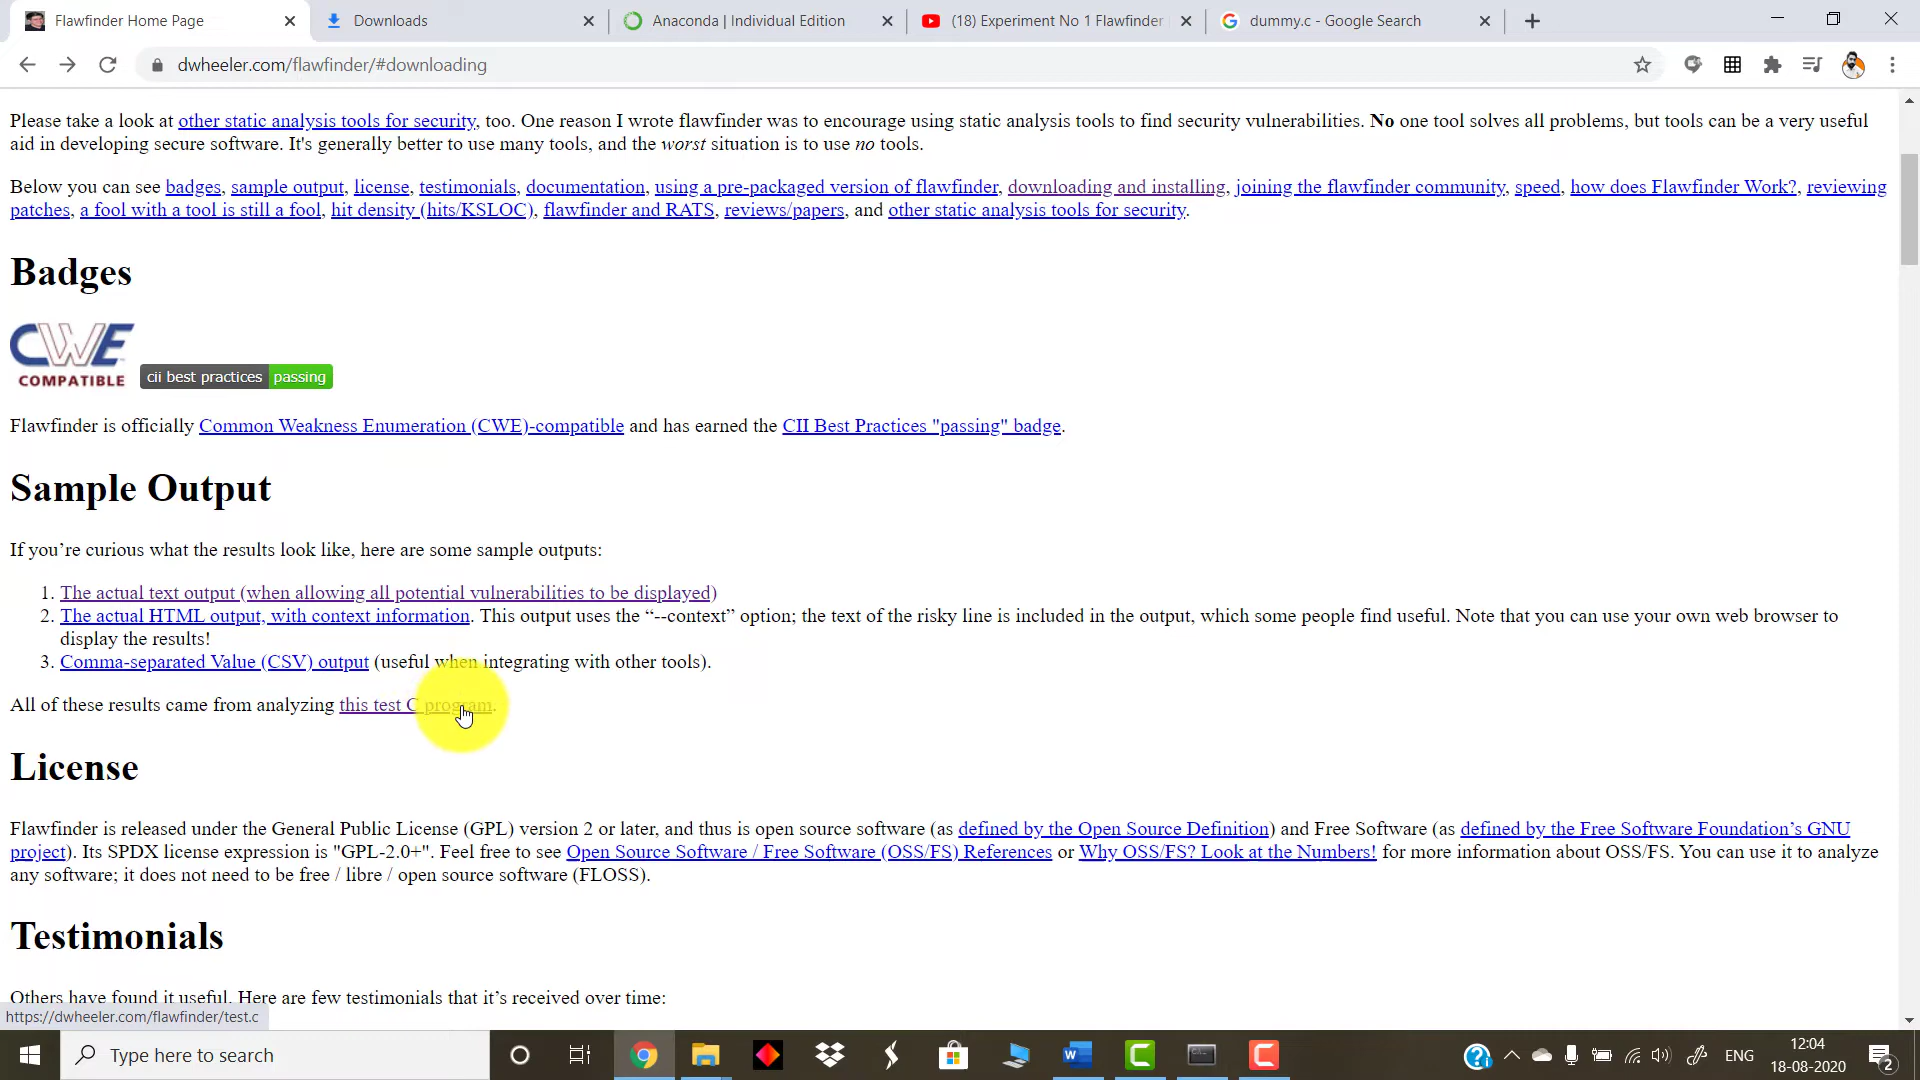 Flawfinder Home Page
Downloads
Anaconda | Individual Edition
(18) Experiment No 1 Flawfinder
dummy.c - Google Search
dwheeler.com/flawfinder/#downloading
Please take a look at other static analysis tools for security, too. One reason I wrote flawfinder was to encourage using static analysis tools to find security vulnerabilities. No one tool solves all problems, but tools can be a very useful
aid in developing secure software. It's generally better to use many tools, and the worst situation is to use no tools.
Below you can see badges, sample output, license, testimonials, documentation, using a pre-packaged version of flawfinder, downloading and installing, joining the flawfinder community, speed, how does Flawfinder Work?, reviewing
patches, a fool with a tool is still a fool, hit density (hits/KSLOC), flawfinder and RATS, reviews/papers, and other static analysis tools for security.
Badges
CWE
COMPATIBLE
cii best practices passing
Flawfinder is officially Common Weakness Enumeration (CWE)-compatible and has earned the CII Best Practices "passing" badge.
Sample Output
If you’re curious what the results look like, here are some sample outputs:
1. The actual text output (when allowing all potential vulnerabilities to be displayed)
2. The actual HTML output, with context information. This output uses the “--context” option; the text of the risky line is included in the output, which some people find useful. Note that you can use your own web browser to
display the results!
3. Comma-separated Value (CSV) output (useful when integrating with other tools).
All of these results came from analyzing this test C program.
License
Flawfinder is released under the General Public License (GPL) version 2 or later, and thus is open source software (as defined by the Open Source Definition) and Free Software (as defined by the Free Software Foundation’s GNU
project). Its SPDX license expression is "GPL-2.0+". Feel free to see Open Source Software / Free Software (OSS/FS) References or Why OSS/FS? Look at the Numbers! for more information about OSS/FS. You can use it to analyze
any software; it does not need to be free / libre / open source software (FLOSS).
Testimonials
Others have found it useful. Here are few testimonials that it’s received over time:
https://dwheeler.com/flawfinder/test.c
Type here to search
ENG
12:04
18-08-2020
2